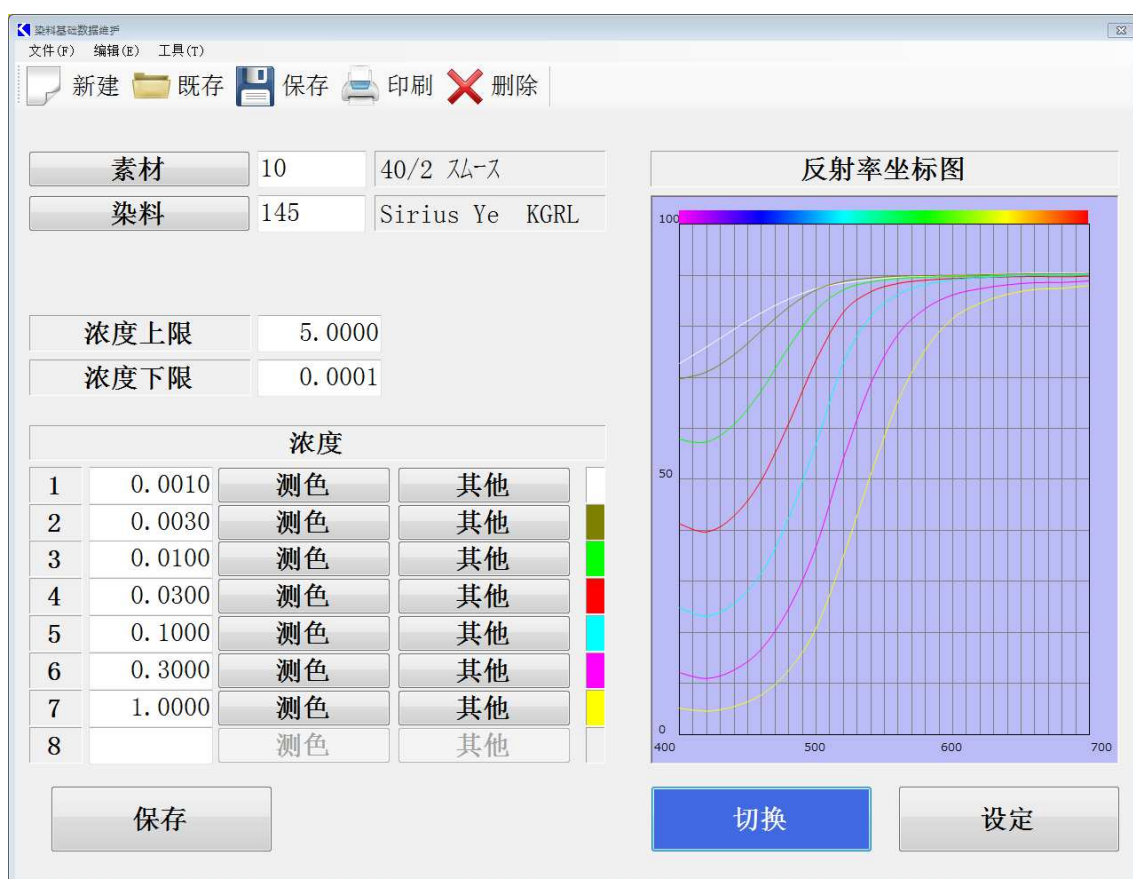 染料基础数据维护
文件(F) 编辑(E) 工具(T)
新建 既存 保存 印刷 删除
素材 10 40/2 スムース
染料 145 Sirius Ye KGRL
浓度上限 5.0000
浓度下限 0.0001
浓度
1 0.0010 测色 其他
2 0.0030 测色 其他
3 0.0100 测色 其他
4 0.0300 测色 其他
5 0.1000 测色 其他
6 0.3000 测色 其他
7 1.0000 测色 其他
8 测色 其他
保存
反射率坐标图
100
50
0
400 500 600 700
切换 设定